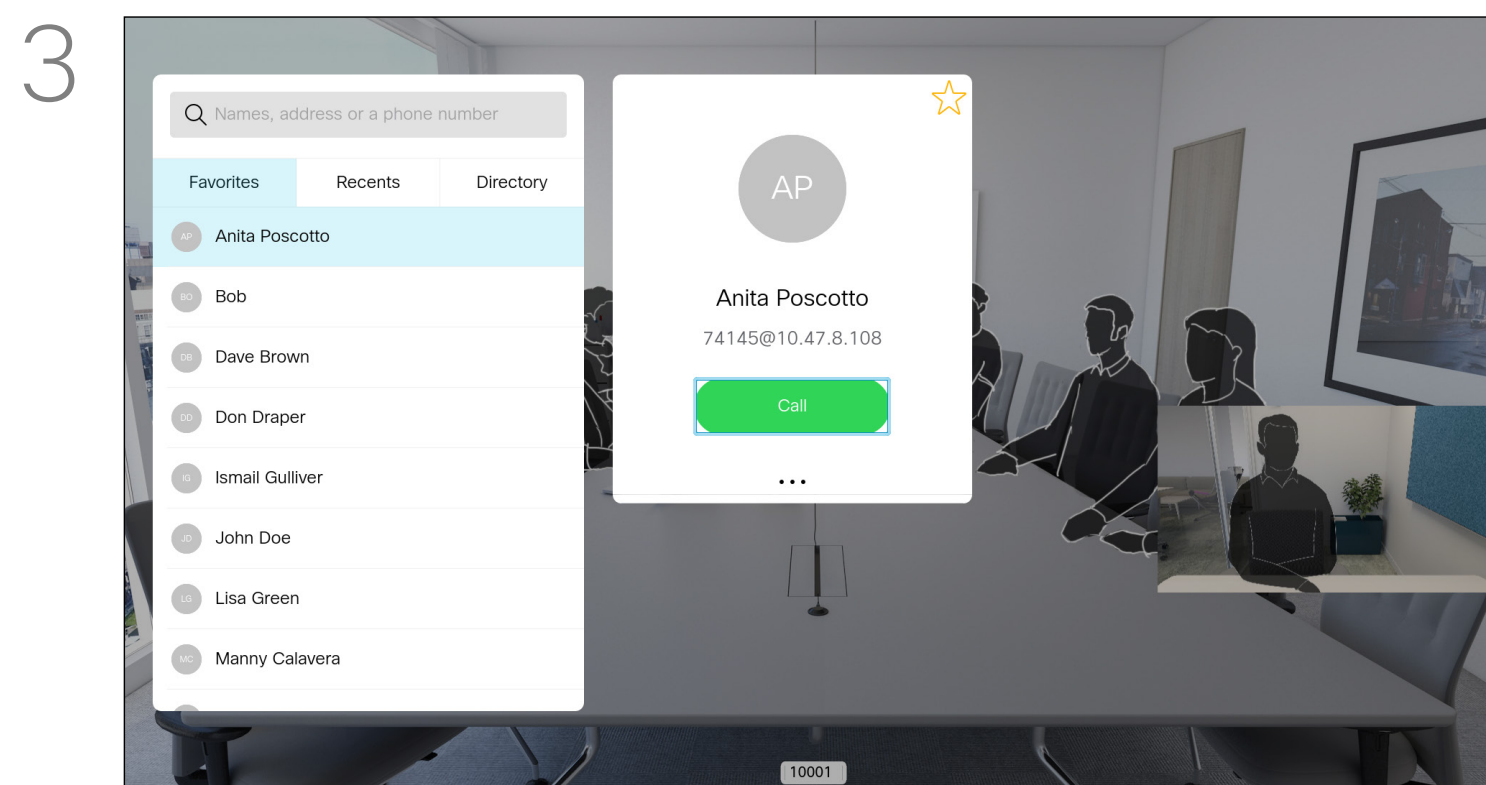 3
Names, address or a phone number
Favorites Recents Directory
AP Anita Poscotto
BO Bob
DB Dave Brown
DD Don Draper
IG Ismail Gulliver
JD John Doe
LG Lisa Green
MC Manny Calavera
AP
Anita Poscotto
74145@10.47.8.108
Call
...
10001